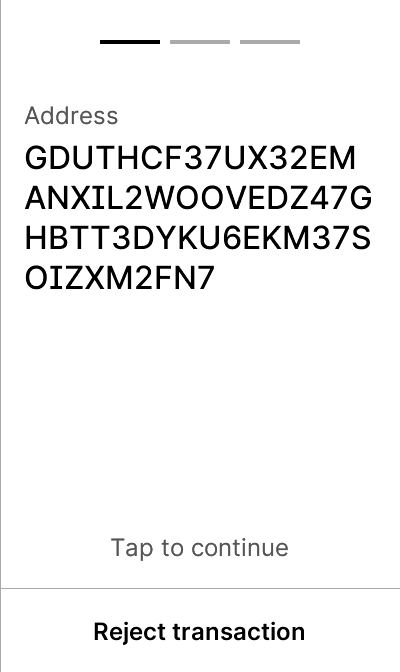 Address
GDUTHCF37UX32EM
ANXIL2WOOVEDZ47G
HBTT3DYKU6EKM37S
OIZXM2FN7
Tap to continue
Reject transaction